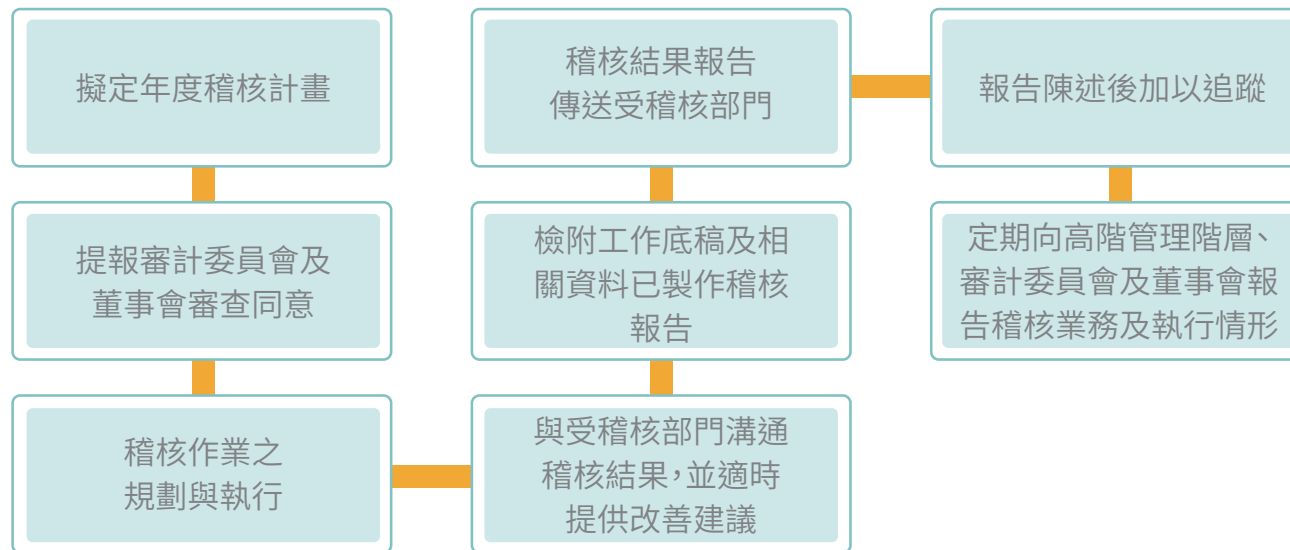 擬定年度稽核計畫
提報審計委員會及
董事會審查同意
稽核作業之
規劃與執行
與受稽核部門溝通
稽核結果，並適時
提供改善建議
檢附工作底稿及相
關資料已製作稽核
報告
稽核結果報告
傳送受稽核部門
報告陳述後加以追蹤
定期向高階管理階層、
審計委員會及董事會報
告稽核業務及執行情形